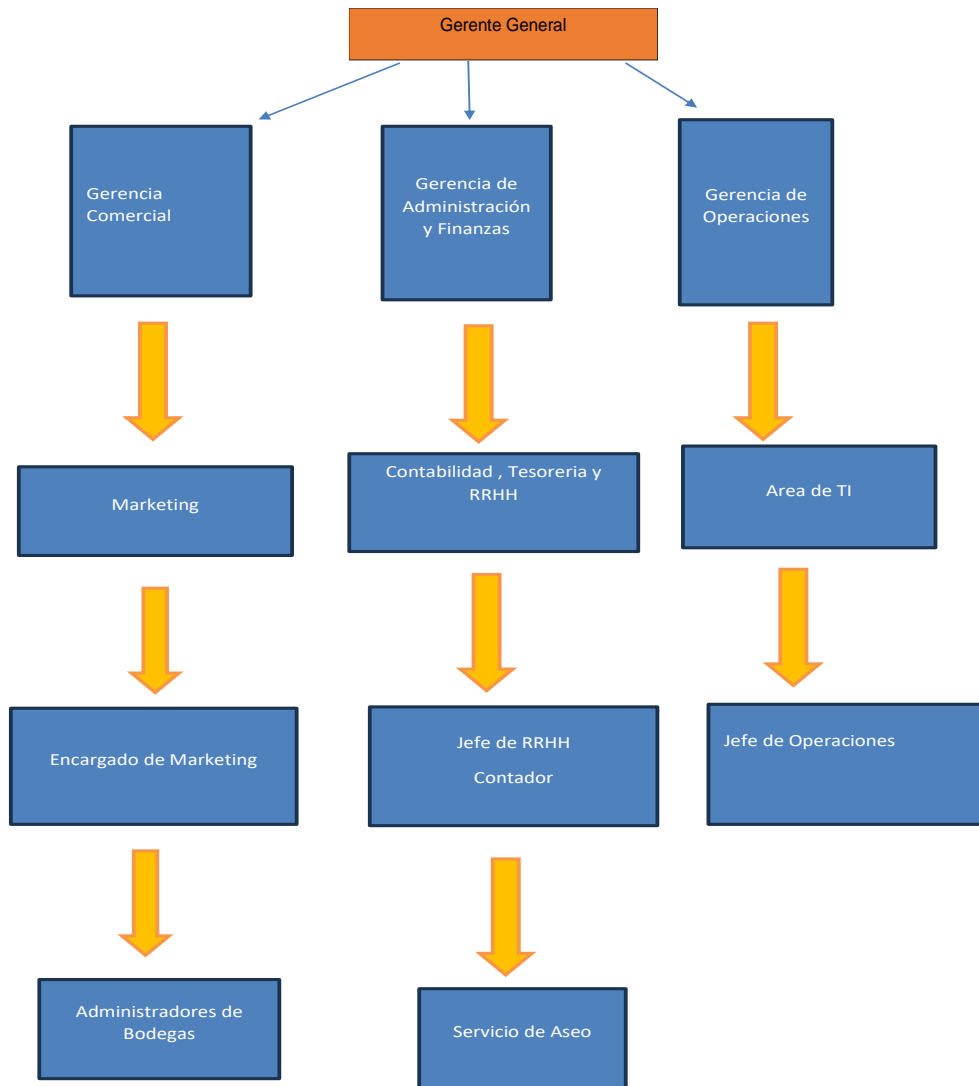 Gerente General
Gerencia
Comercial
Gerencia de
Administración
y Finanzas
Gerencia de
Operaciones
Marketing
Contabilidad , Tesoreria y
RRHH
Area de TI
Encargado de Marketing
Jefe de RRHH
Contador
Jefe de Operaciones
Administradores de
Bodegas
Servicio de Aseo